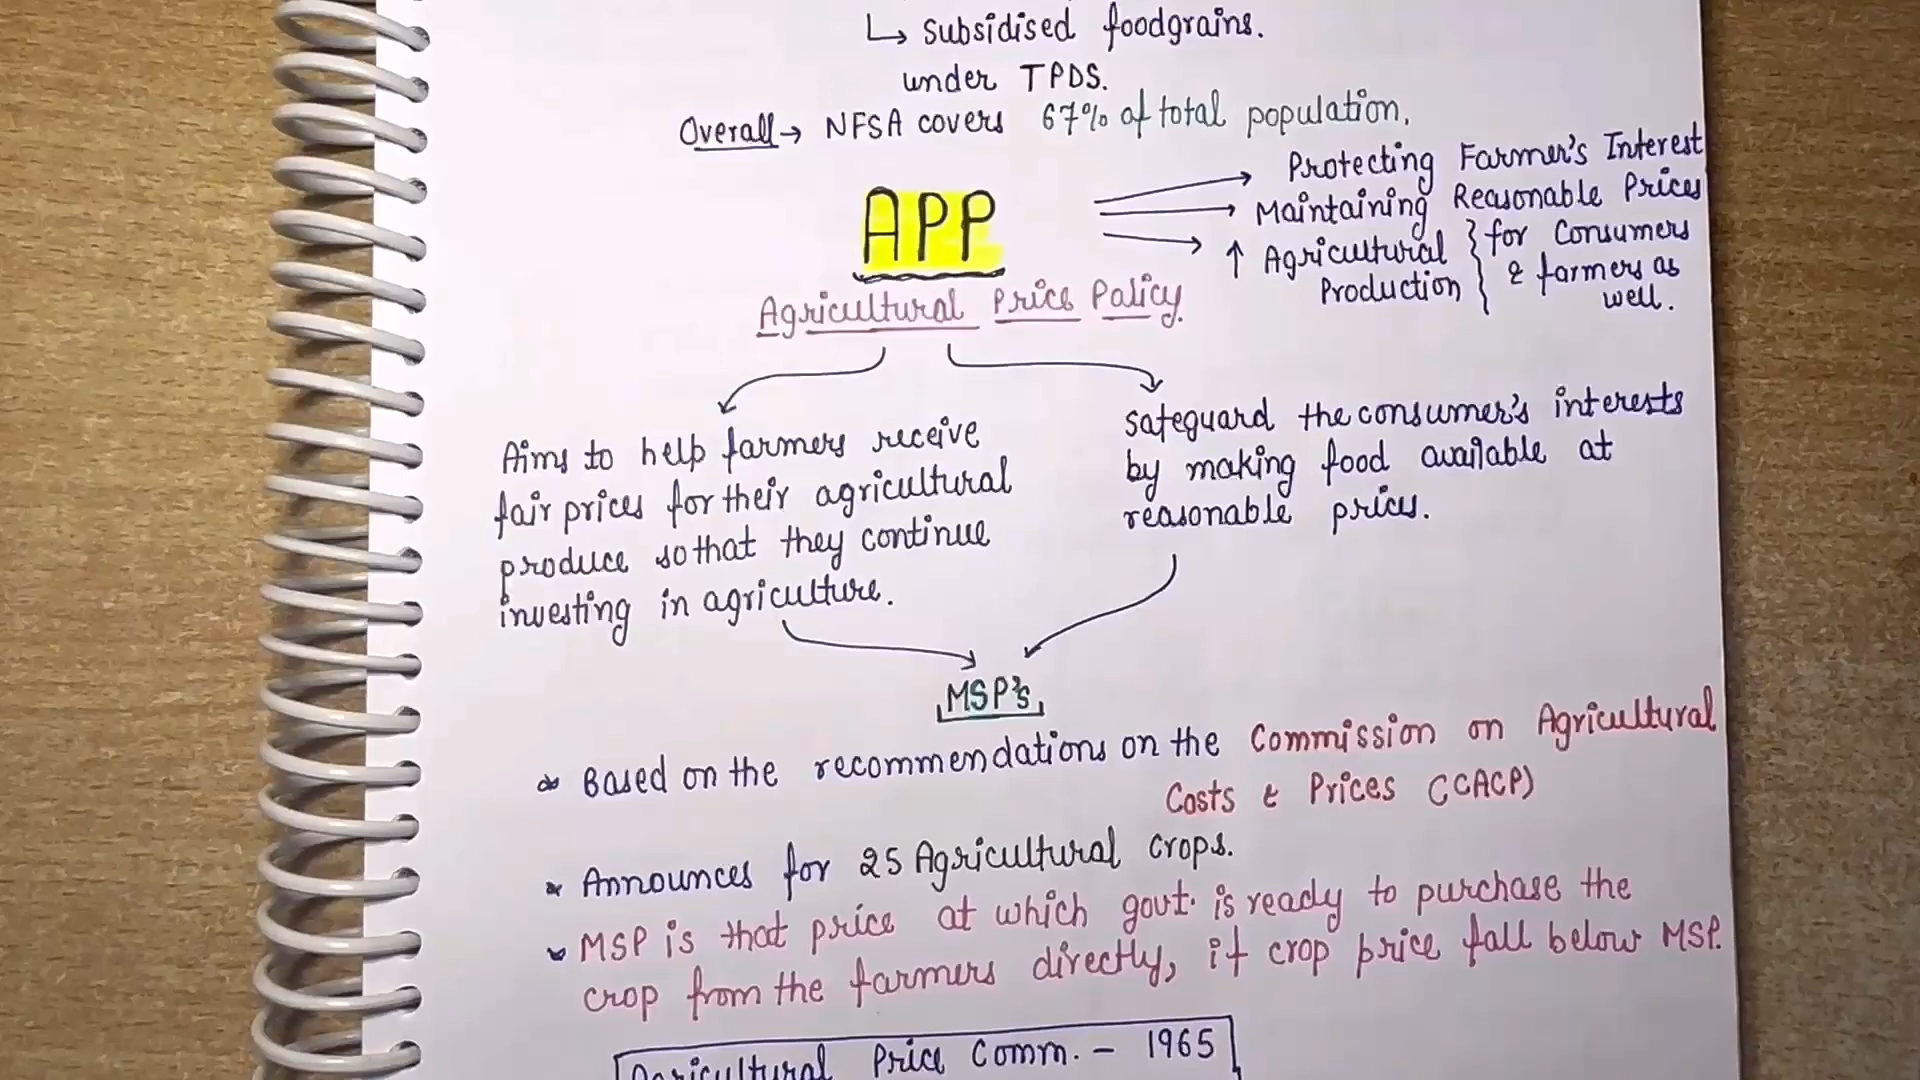 ↳ Subsidised foodgrains.
under TPDS.
Overall → NFSA covers 67% of total population.
APP
Agricultural Price Policy.
Protecting Farmer's Interest
Maintaining Reasonable Prices
↑ Agricultural Production } for Consumers & farmers as well.
Aims to help farmers receive
fair prices for their agricultural
produce so that they continue
investing in agriculture.
Safeguard the consumer's interests
by making food available at
reasonable prices.
MSP's
Based on the recommendations on the Commission on Agricultural
Costs & Prices (CACP)
Announces for 25 Agricultural crops.
MSP is that price at which govt. is ready to purchase the
crop from the farmers directly, if crop price fall below MSP.
Agricultural Price Comm. - 1965